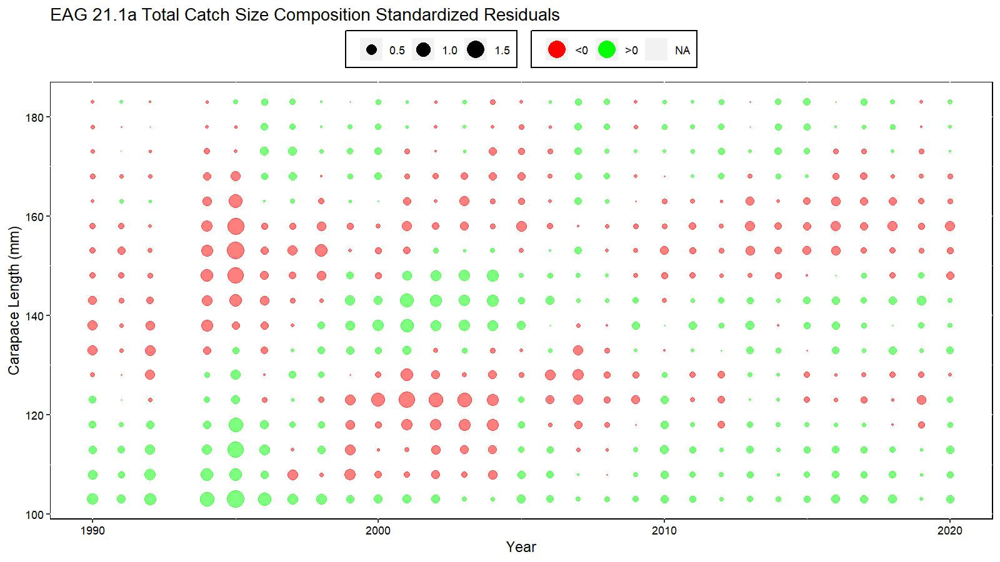 EAG 21.1a Total Catch Size Composition Standardized Residuals
0.5 1.0 1.5 <0 >0 NA
180
160
140
120
100
Carapace Length (mm)
1990 2000 2010 2020
Year